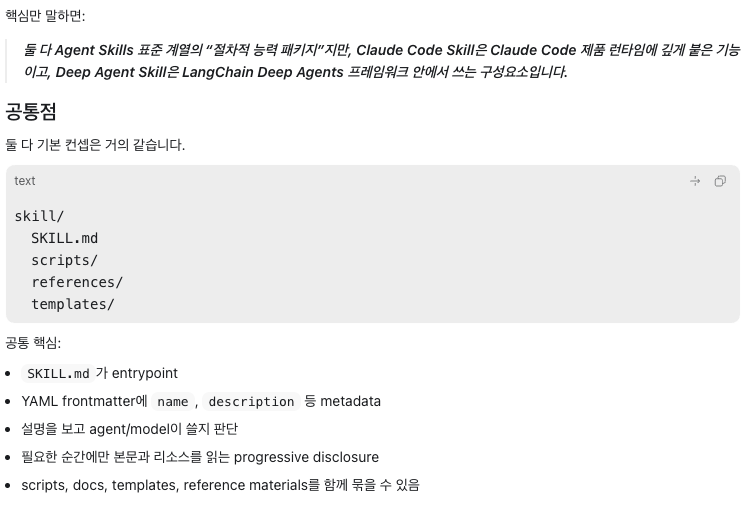 핵심만 말하면:
둘 다 Agent Skills 표준 계열의 “절차적 능력 패키지”지만, Claude Code Skill은 Claude Code 제품 런타임에 깊게 붙은 기능
이고, Deep Agent Skill은 LangChain Deep Agents 프레임워크 안에서 쓰는 구성요소입니다.
공통점
둘 다 기본 컨셉은 거의 같습니다.
text
skill/
  SKILL.md
  scripts/
  references/
  templates/
공통 핵심:
• SKILL.md가 entrypoint
• YAML frontmatter에 name, description 등 metadata
• 설명을 보고 agent/model이 쓸지 판단
• 필요한 순간에만 본문과 리소스를 읽는 progressive disclosure
• scripts, docs, templates, reference materials를 함께 묶을 수 있음